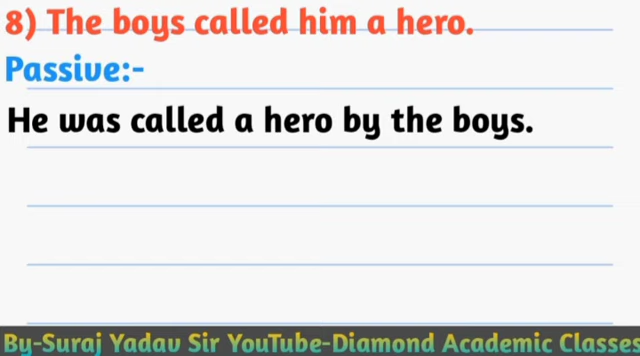 8) The boys called him a hero.
Passive:-
He was called a hero by the boys.
By-Suraj Yadav Sir YouTube-Diamond Academic Classes